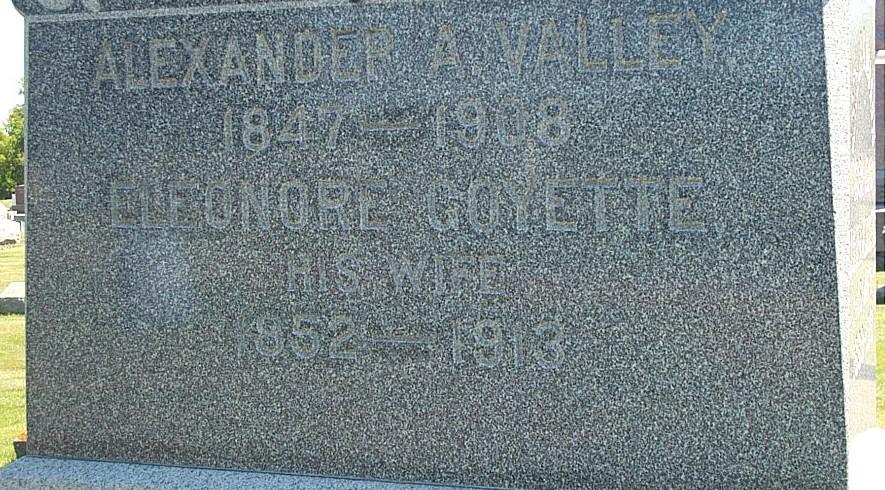 ALEXANDER A. VALLEY.
1847—1908
ELEONORE GOYETTE,
HIS WIFE
1852—1913